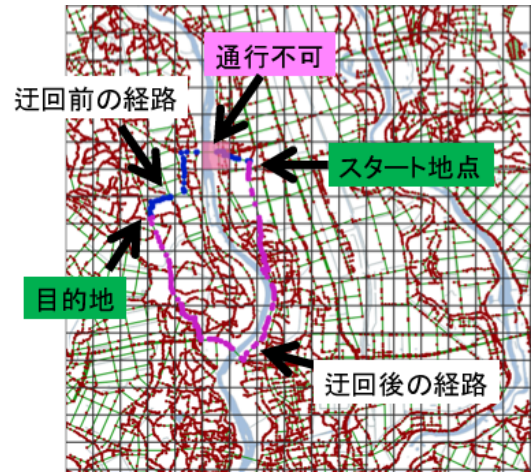 通行不可
迂回前の経路
スタート地点
目的地
迂回後の経路